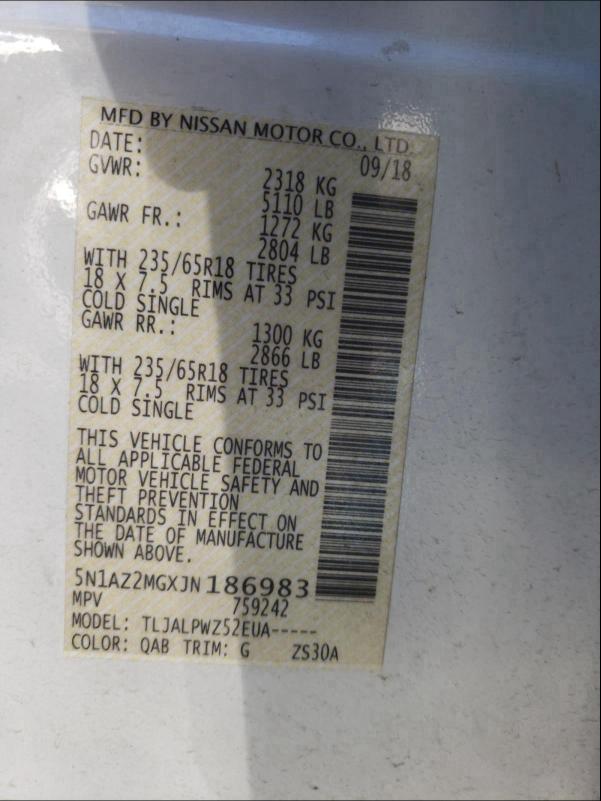 MFD BY NISSAN MOTOR CO., LTD.
DATE: 09/18
GVWR: 2318 KG
5110 LB
GAWR FR.: 1272 KG
2804 LB
WITH 235/65R18 TIRES
18 X 7.5 RIMS AT 33 PSI
COLD SINGLE
GAWR RR.: 1300 KG
2866 LB
WITH 235/65R18 TIRES
18 X 7.5 RIMS AT 33 PSI
COLD SINGLE
THIS VEHICLE CONFORMS TO
ALL APPLICABLE FEDERAL
MOTOR VEHICLE SAFETY AND
THEFT PREVENTION
STANDARDS IN EFFECT ON
THE DATE OF MANUFACTURE
SHOWN ABOVE.
5N1AZ2MGXJN186983
MPV 759242
MODEL: TLJALPWZ52EUA-----
COLOR: QAB TRIM: G ZS30A